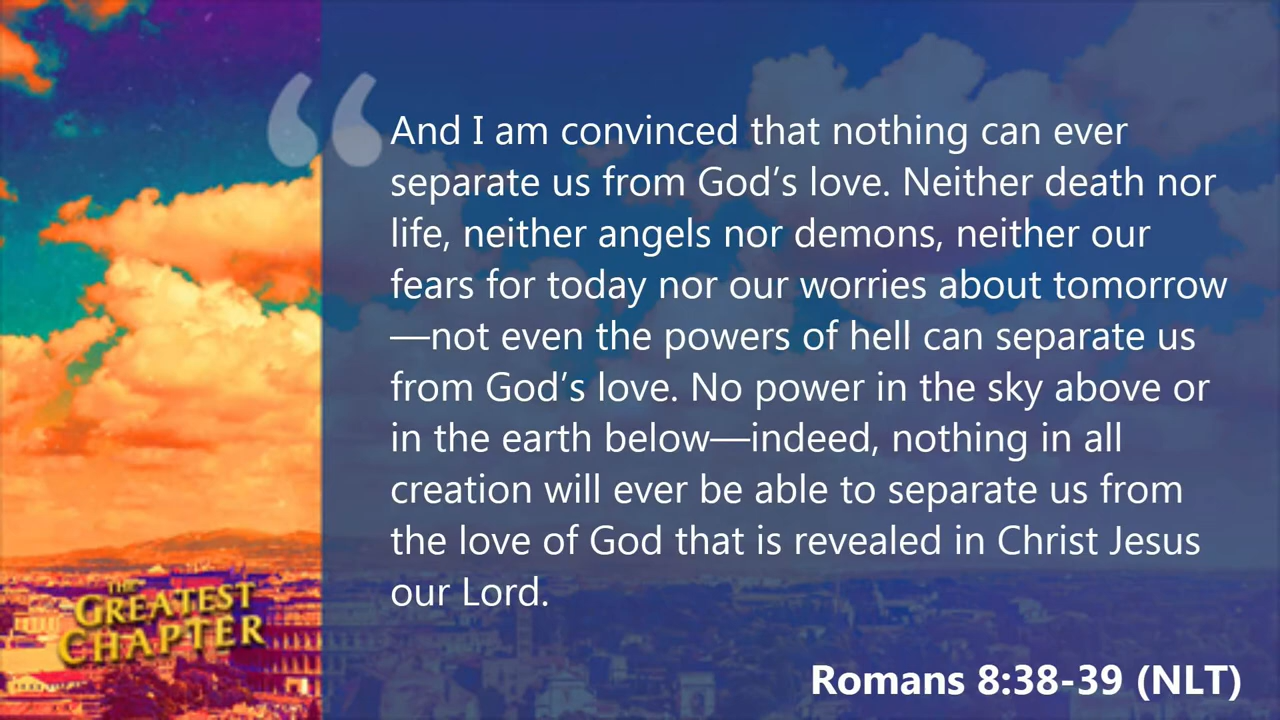 “
And I am convinced that nothing can ever
separate us from God’s love. Neither death nor
life, neither angels nor demons, neither our
fears for today nor our worries about tomorrow
—not even the powers of hell can separate us
from God’s love. No power in the sky above or
in the earth below—indeed, nothing in all
creation will ever be able to separate us from
the love of God that is revealed in Christ Jesus
our Lord.
THE
GREATEST
CHAPTER
Romans 8:38-39 (NLT)